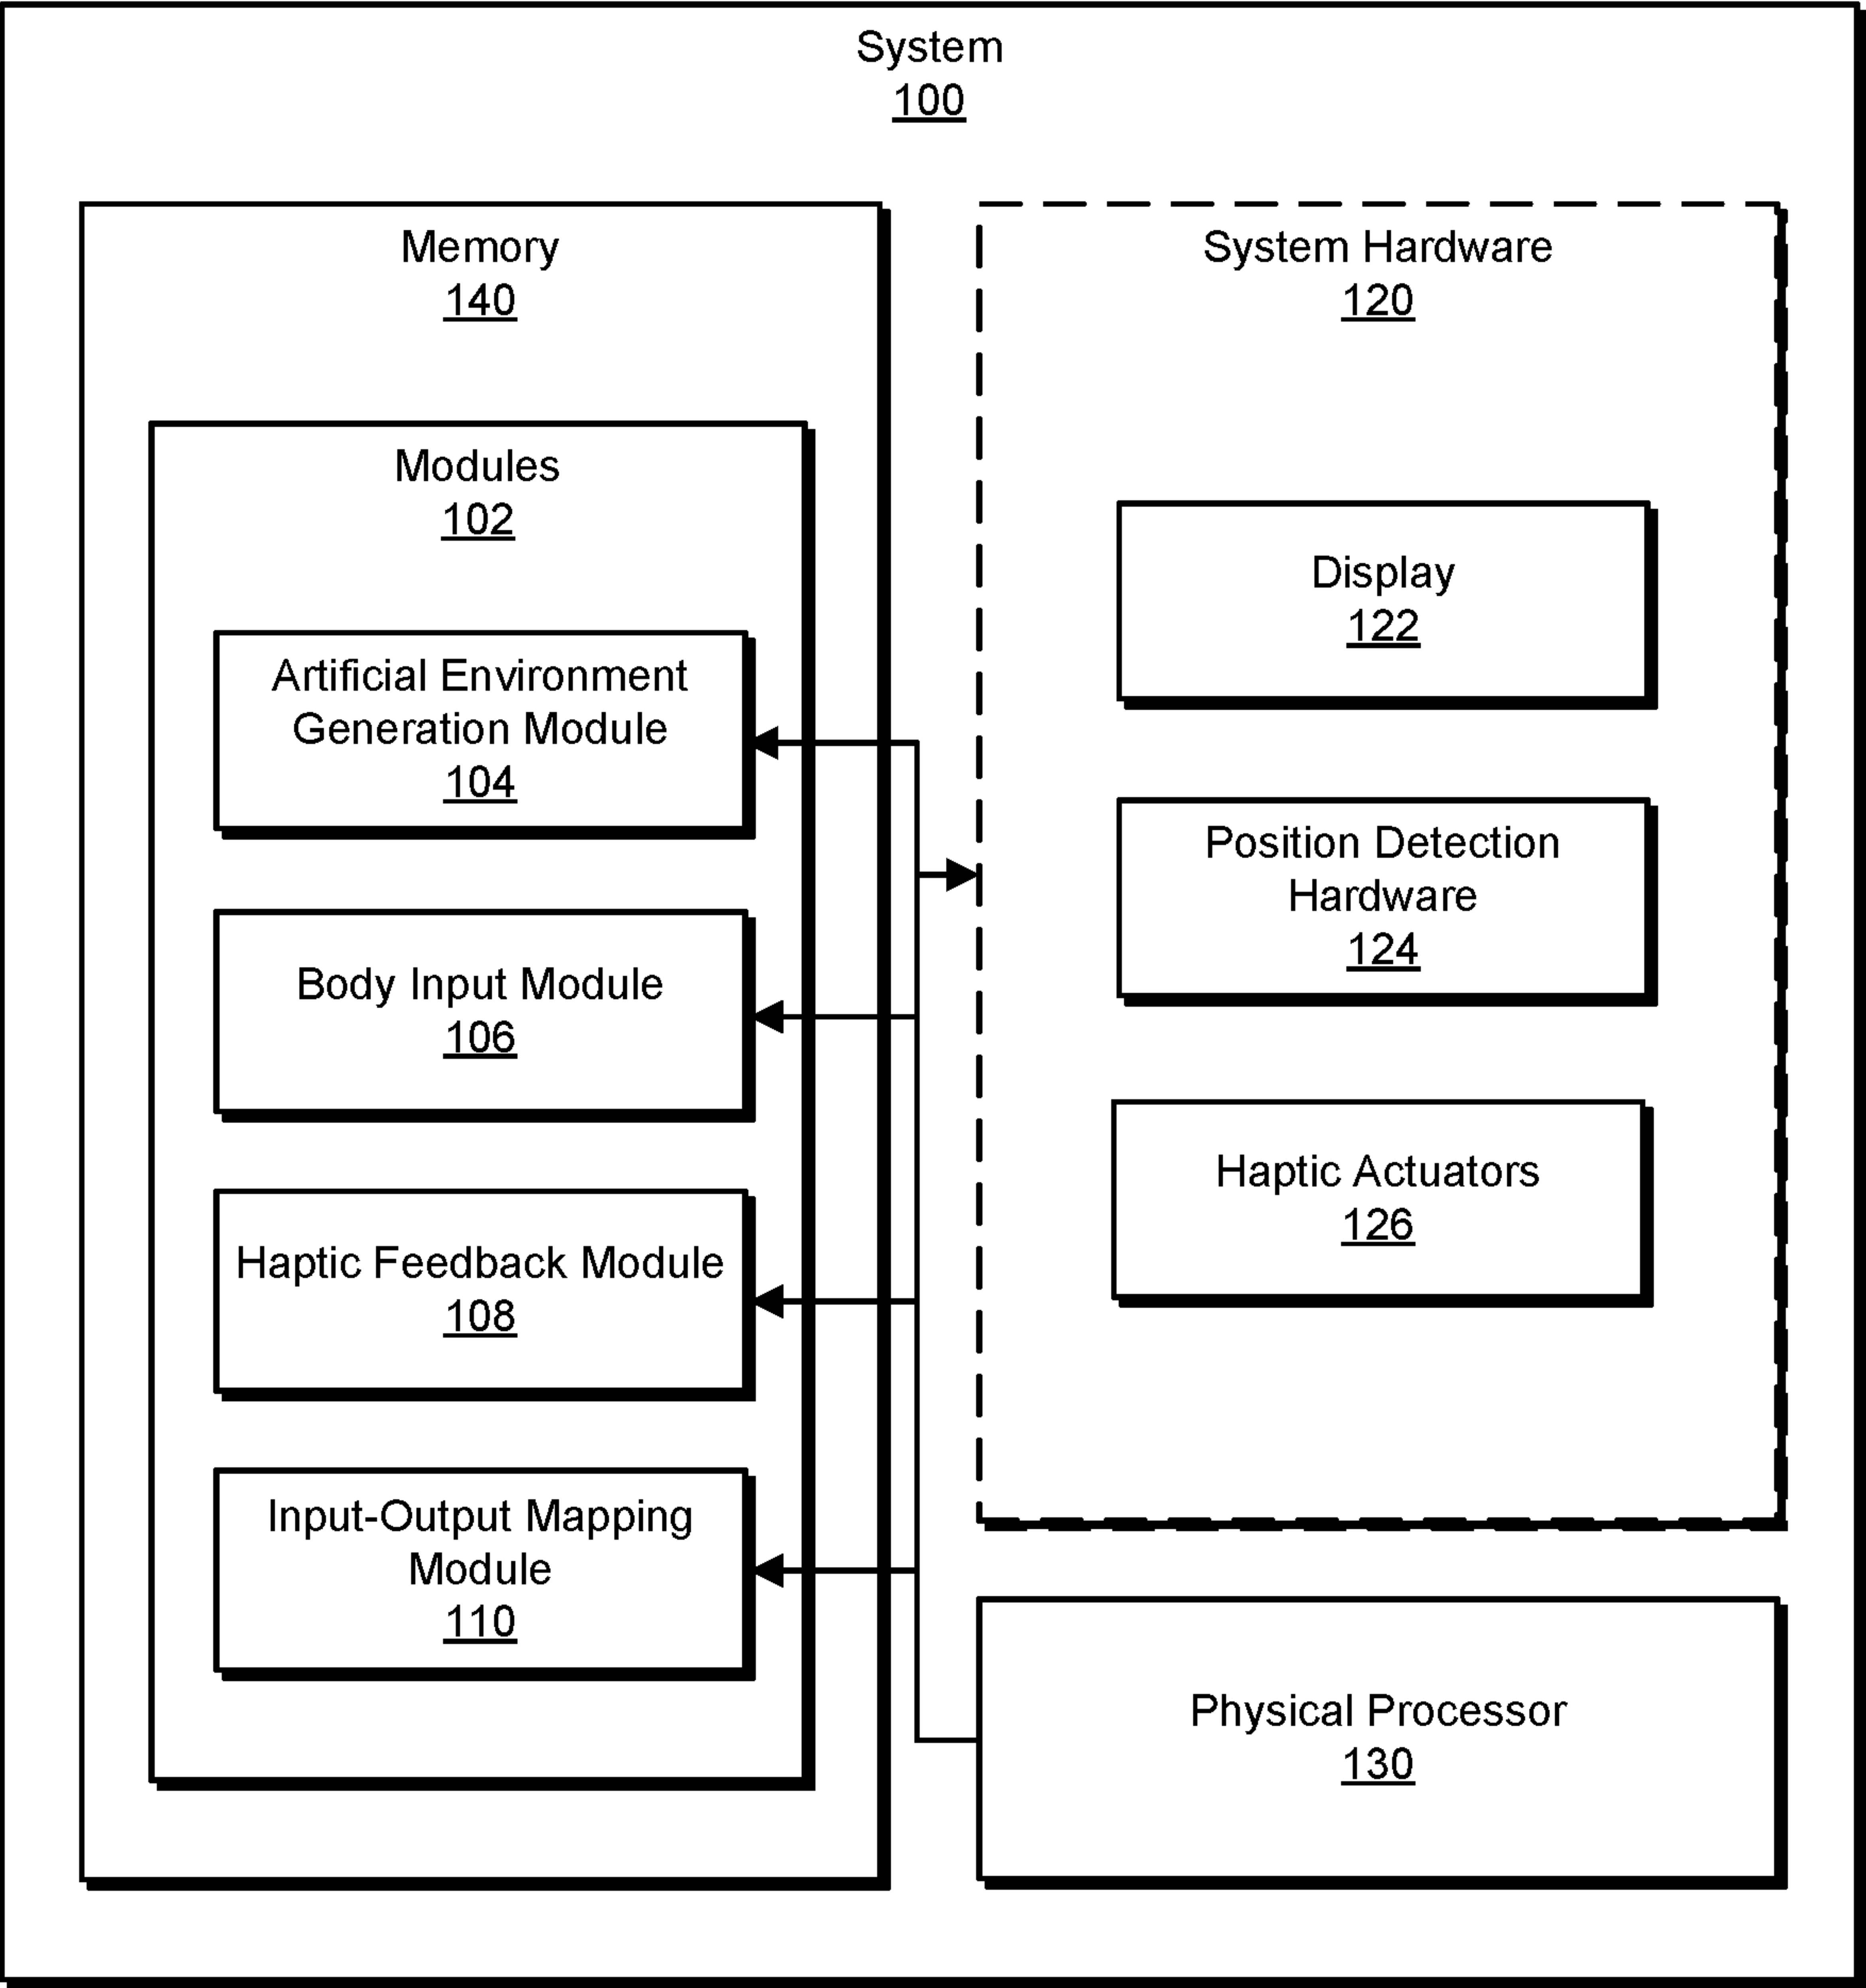 System
100
Memory
140
Modules
102
Artificial Environment
Generation Module
104
Body Input Module
106
Haptic Feedback Module
108
Input-Output Mapping
Module
110
System Hardware
120
Display
122
Position Detection
Hardware
124
Haptic Actuators
126
Physical Processor
130